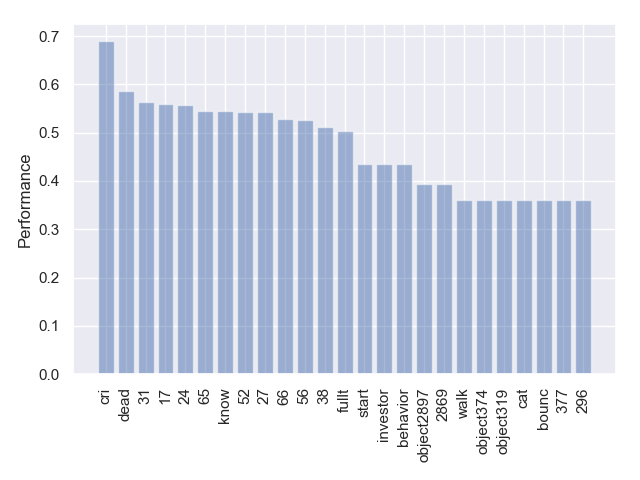 0.7
0.6
0.5
0.4
0.3
0.2
0.1
0.0
Performance
cri
dead
31
17
24
65
know
52
27
66
56
38
fullt
start
investor
behavior
object2897
2869
walk
object374
object319
cat
bounc
377
296